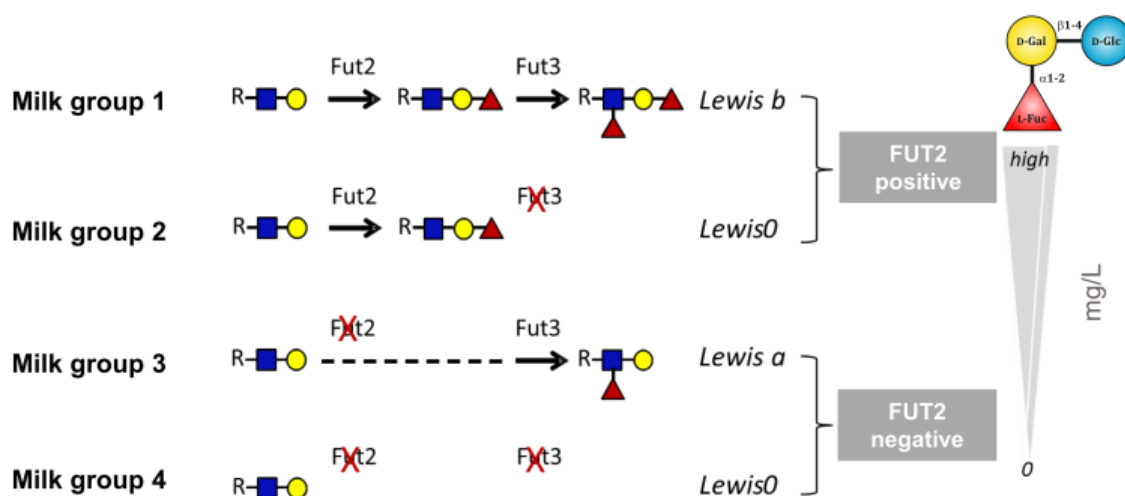 D-Gal β1-4 D-Glc
α1-2
L-Fuc
Milk group 1 R Fut2 R Fut3 R Lewis b
high
FUT2
positive
Milk group 2 R Fut2 R Fut3 Lewis0
mg/L
Milk group 3 R Fut2 Fut3 R Lewis a
FUT2
negative
Milk group 4 R Fut2 Fut3 Lewis0
0